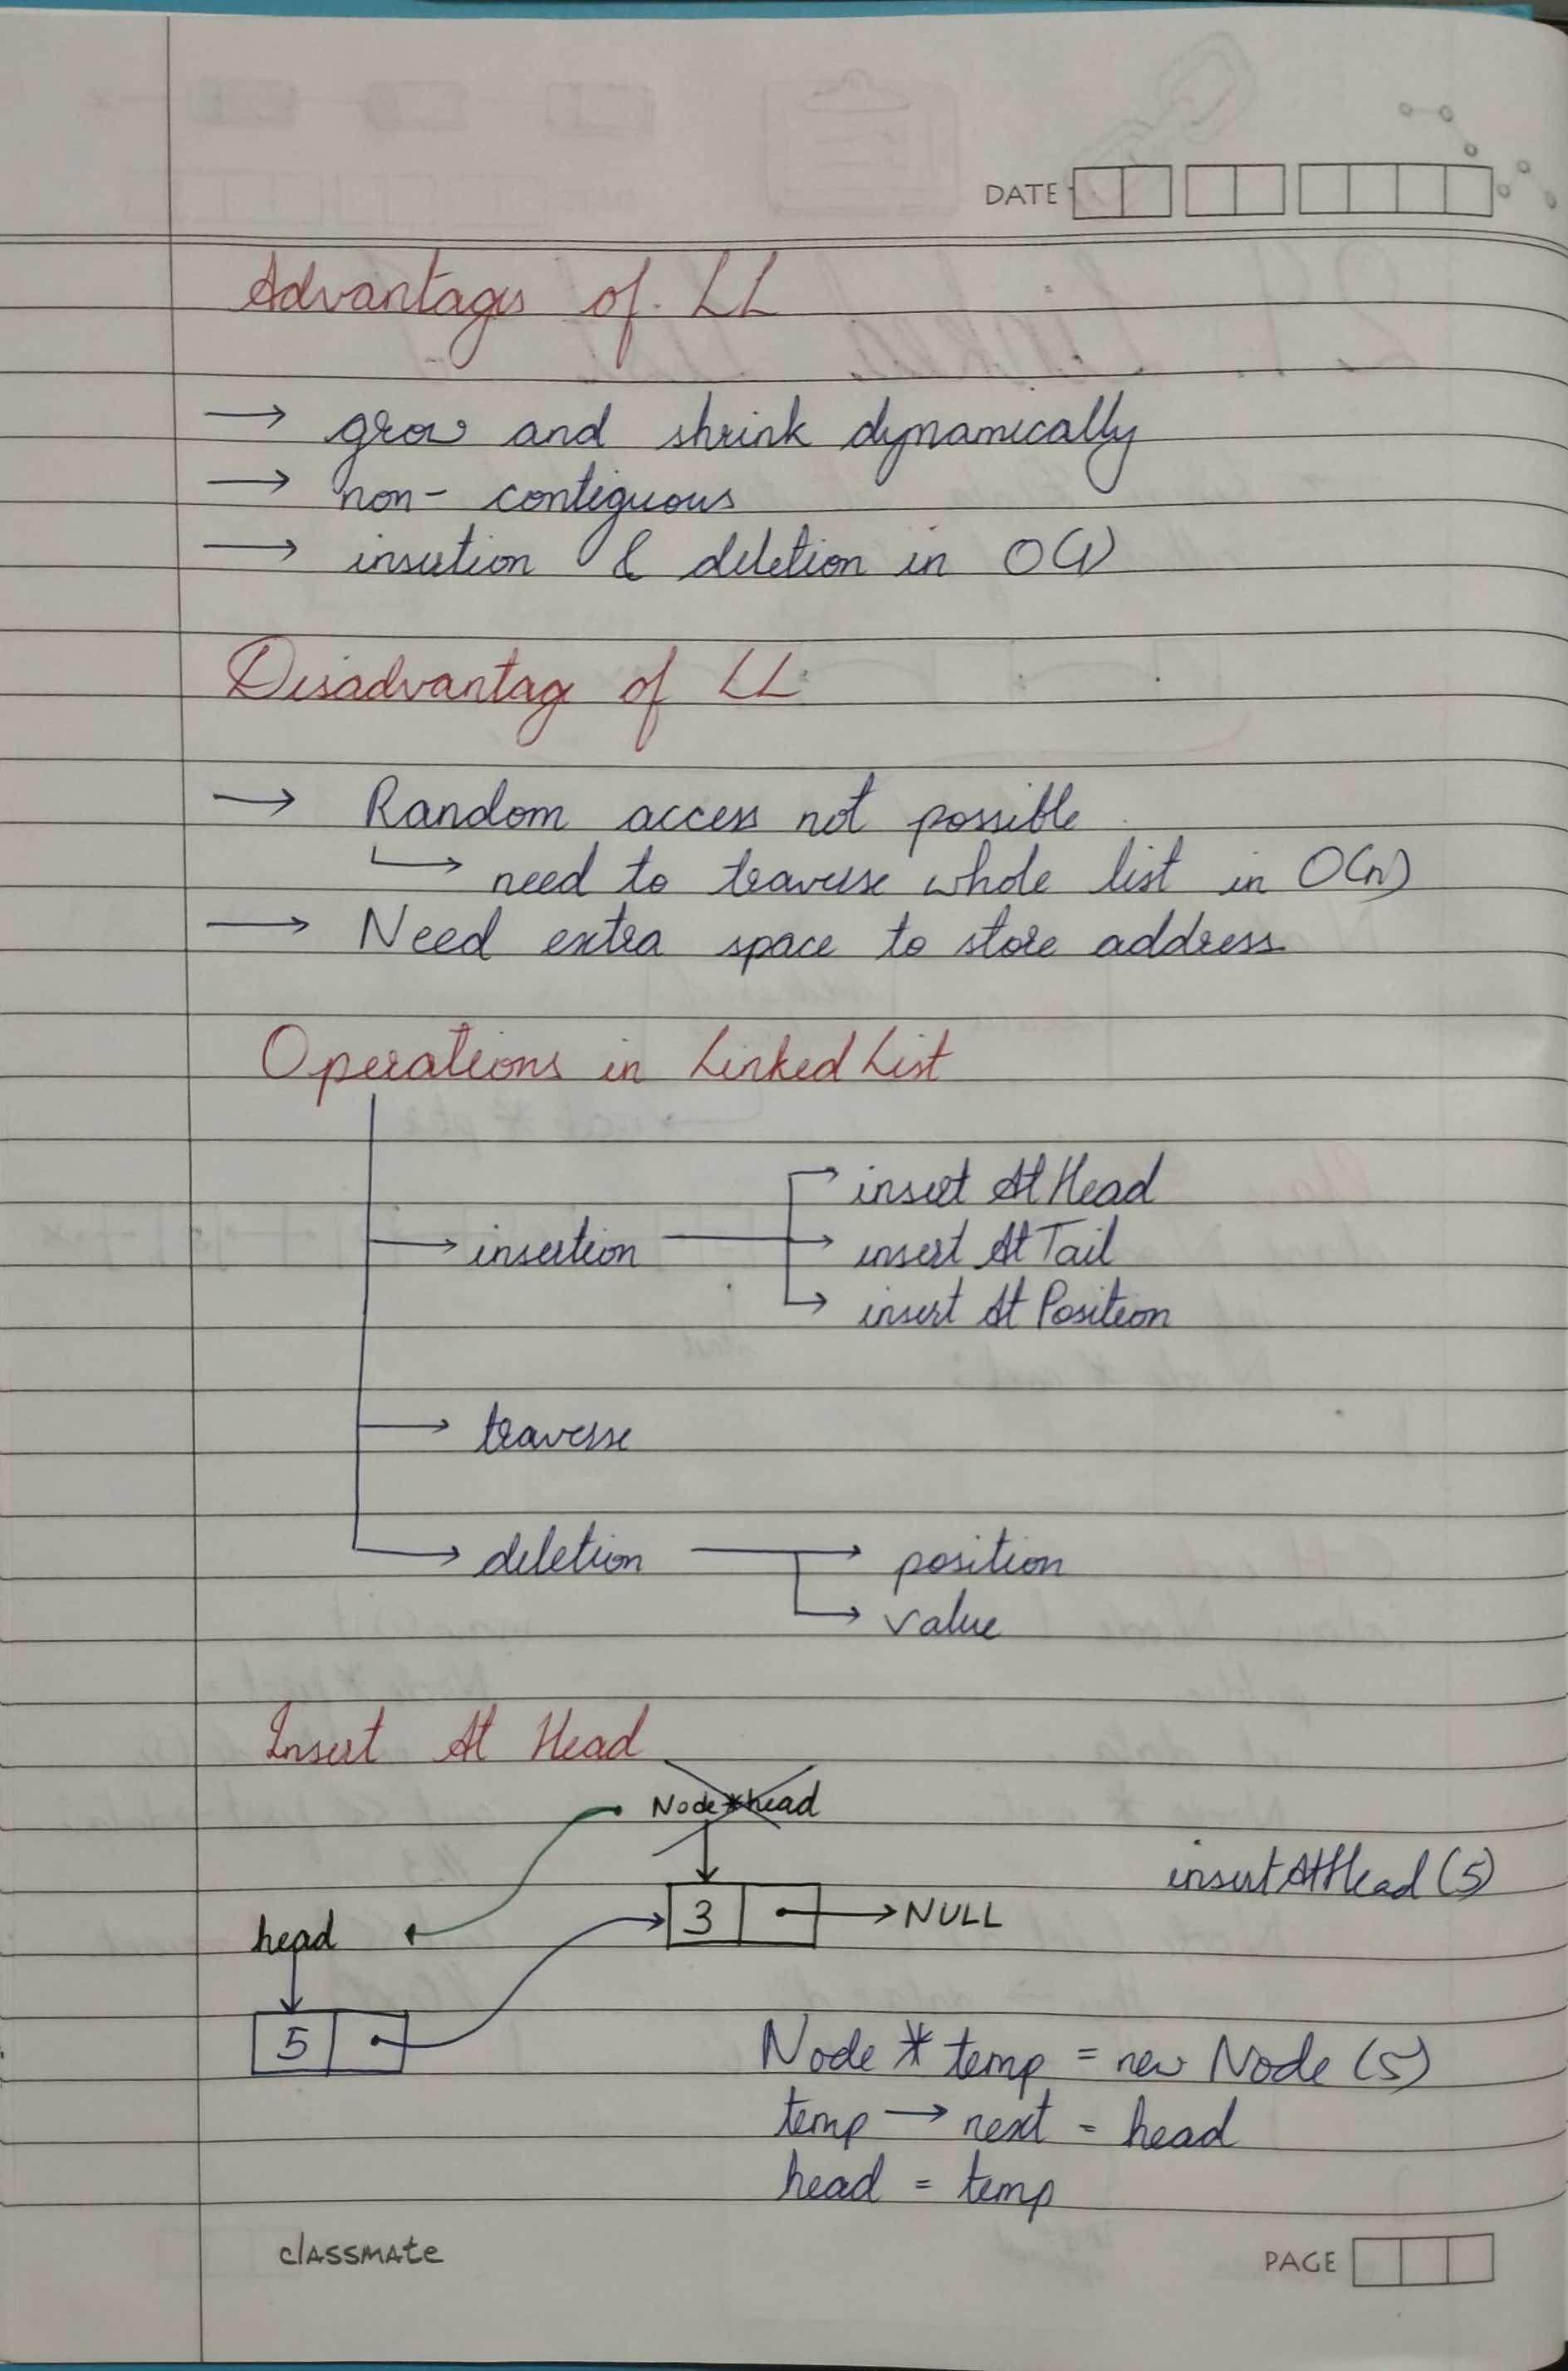 DATE
Advantages of LL
→ grow and shrink dynamically
→ non-contiguous
→ insertion & deletion in O(1)
Disadvantag of LL
→ Random access not possible
↳ need to traverse whole list in O(n)
→ Need extra space to store address
Operations in Linked List
→ insertion → insert At Head
→ insert At Tail
→ insert At Position
→ traverse
→ deletion → position
→ value
Insert At Head
Node*head
insertAtHead (5)
3 → NULL
head
5
Node * temp = new Node (5)
temp → next = head
head = temp
classmate
PAGE